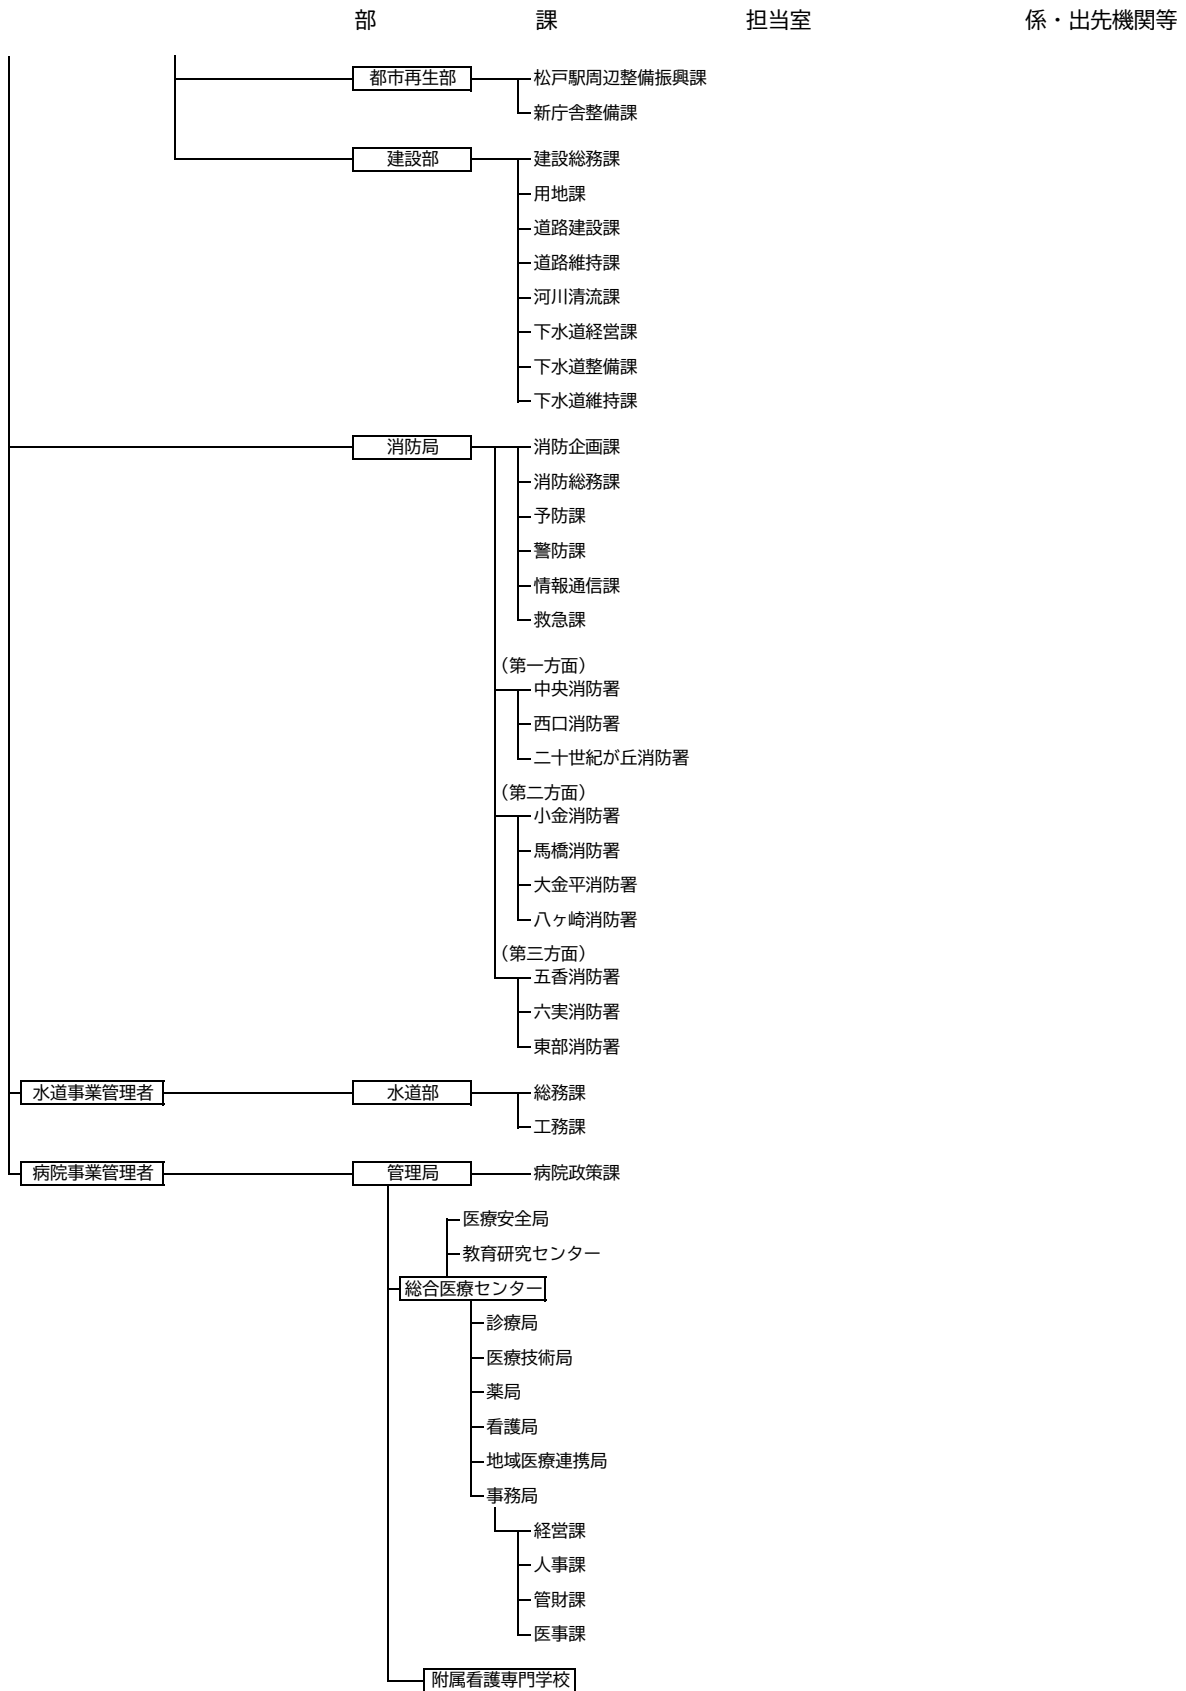 部 課 担当室 係・出先機関等
都市再生部 松戸駅周辺整備振興課
新庁舎整備課
建設部 建設総務課
用地課
道路建設課
道路維持課
河川清流課
下水道経営課
下水道整備課
下水道維持課
消防局 消防企画課
消防総務課
予防課
警防課
情報通信課
救急課
（第一方面）
中央消防署
西口消防署
二十世紀が丘消防署
（第二方面）
小金消防署
馬橋消防署
大金平消防署
八ヶ崎消防署
（第三方面）
五香消防署
六実消防署
東部消防署
水道事業管理者 水道部 総務課
工務課
病院事業管理者 管理局 病院政策課
医療安全局
教育研究センター
総合医療センター
診療局
医療技術局
薬局
看護局
地域医療連携局
事務局
経営課
人事課
管財課
医事課
附属看護専門学校